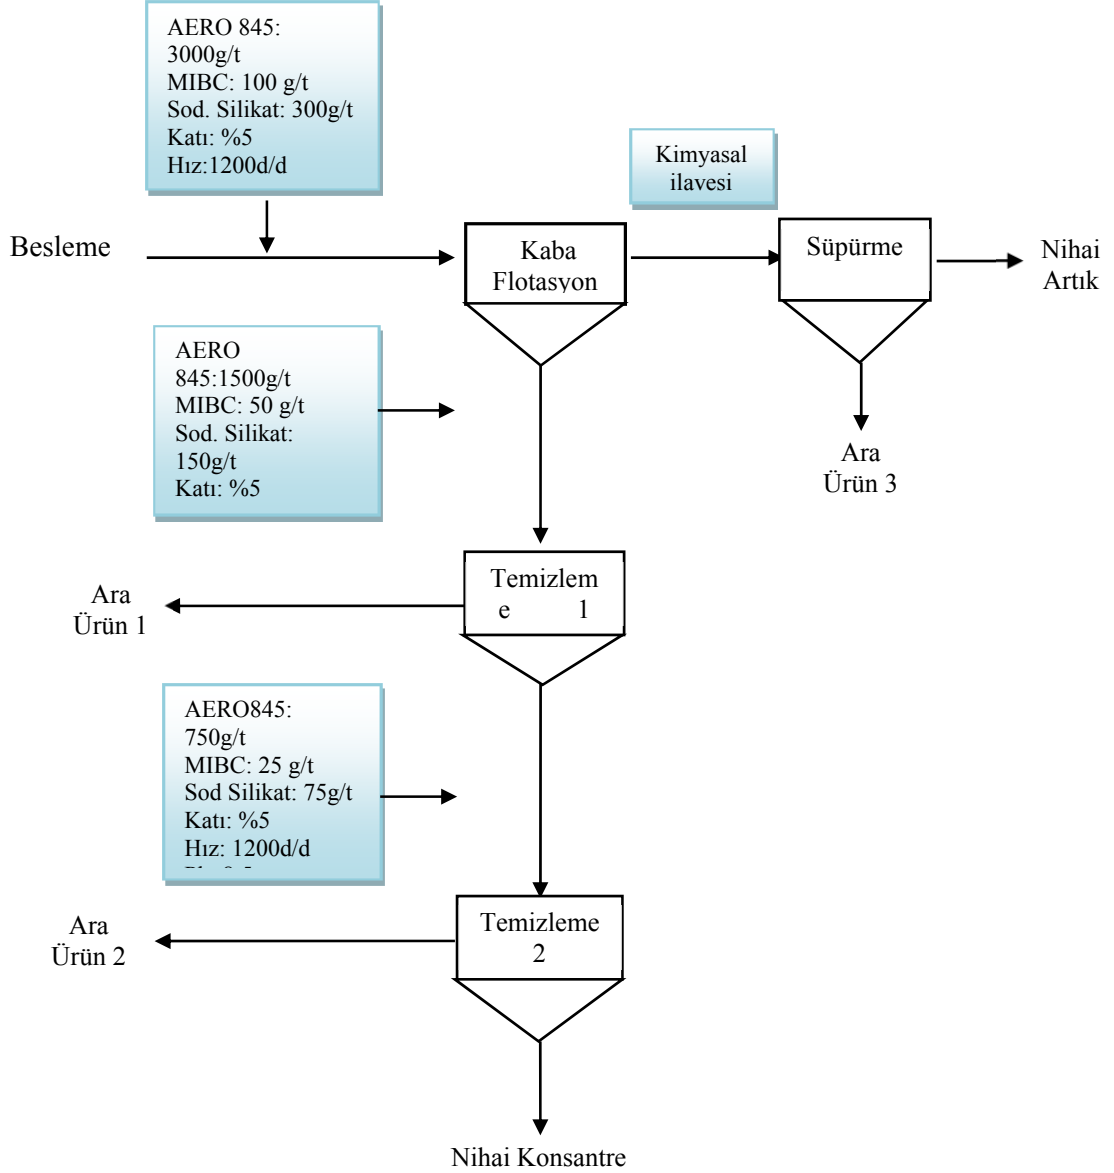 AERO 845:
3000g/t
MIBC: 100 g/t
Sod. Silikat: 300g/t
Katı: %5
Hız:1200d/d
Kimyasal
ilavesi
Besleme
Kaba
Flotasyon
Süpürme
Nihai
Artık
AERO
845:1500g/t
MIBC: 50 g/t
Sod. Silikat:
150g/t
Katı: %5
Ara
Ürün 3
Temizlem
e 1
Ara
Ürün 1
AERO845:
750g/t
MIBC: 25 g/t
Sod Silikat: 75g/t
Katı: %5
Hız: 1200d/d
Temizleme
2
Ara
Ürün 2
Nihai Konsantre